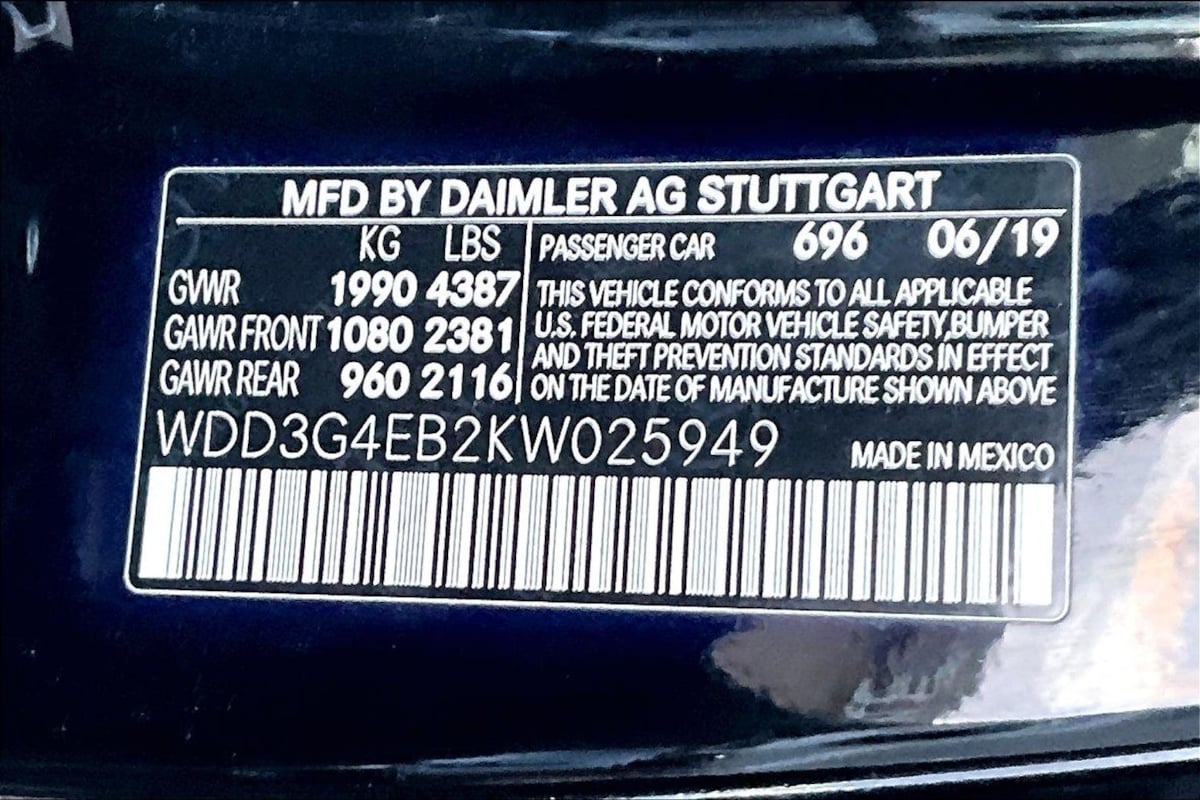 MFD BY DAIMLER AG STUTTGART
KG LBS
GVWR 1990 4387
GAWR FRONT 1080 2381
GAWR REAR 960 2116
PASSENGER CAR 696 06/19
THIS VEHICLE CONFORMS TO ALL APPLICABLE
U.S. FEDERAL MOTOR VEHICLE SAFETY,BUMPER
AND THEFT PREVENTION STANDARDS IN EFFECT
ON THE DATE OF MANUFACTURE SHOWN ABOVE
WDD3G4EB2KW025949
MADE IN MEXICO